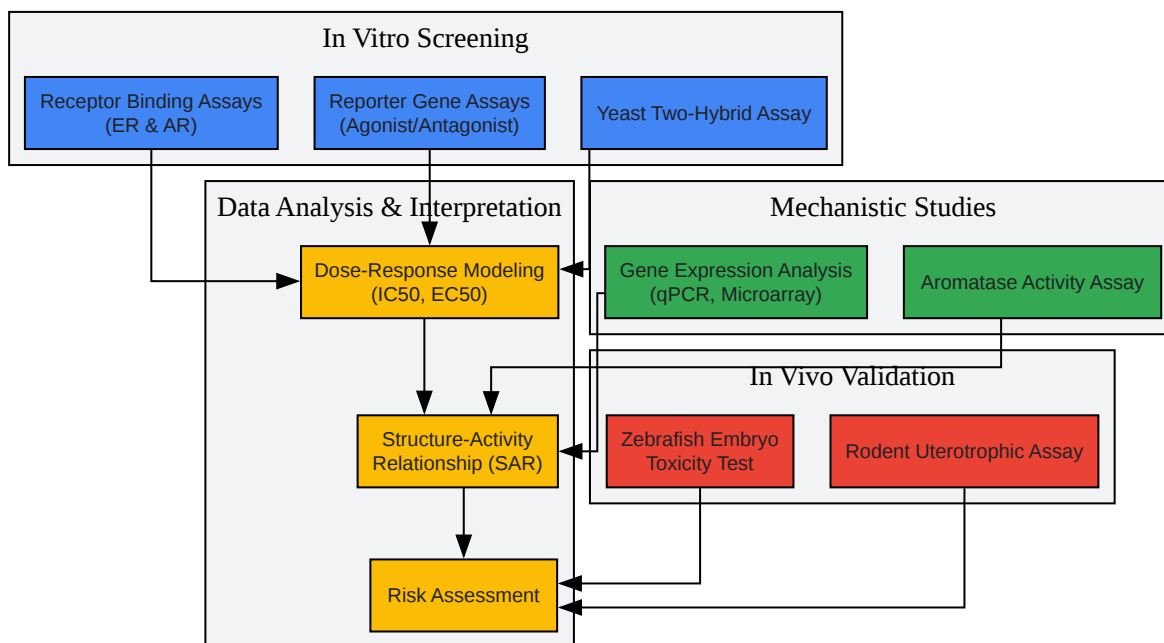 In Vitro Screening
Receptor Binding Assays
(ER & AR)
Reporter Gene Assays
(Agonist/Antagonist)
Yeast Two-Hybrid Assay
Data Analysis & Interpretation
Dose-Response Modeling
(IC50, EC50)
Structure-Activity
Relationship (SAR)
Risk Assessment
Mechanistic Studies
Gene Expression Analysis
(qPCR, Microarray)
Aromatase Activity Assay
In Vivo Validation
Zebrafish Embryo
Toxicity Test
Rodent Uterotrophic Assay